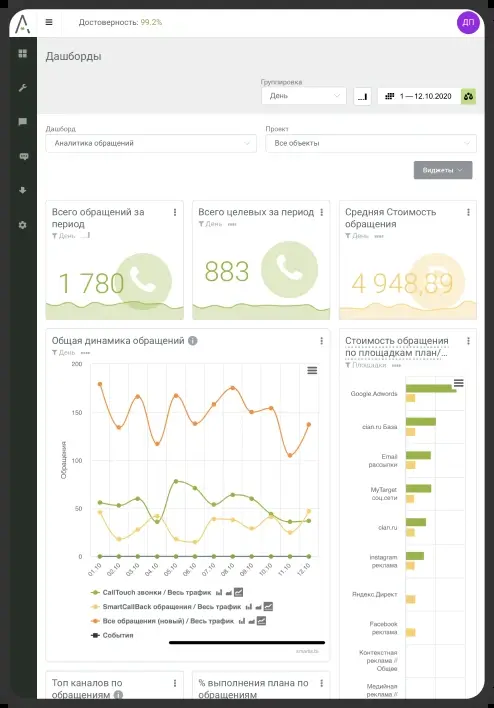 Достоверность: 99.2%
ДП
Дашборды
Группировка
День
1 — 12.10.2020
Дашборд
Аналитика обращений
Проект
Все объекты
Виджеты
Всего обращений за
период
День
1 780
Всего целевых за период
День
883
Средняя Стоимость
обращения
День
4 948,89
Общая динамика обращений
День
200
150
100
50
0
Обращения
01.10
02.10
03.10
04.10
05.10
06.10
07.10
08.10
09.10
10.10
11.10
12.10
CallTouch звонки / Весь трафик
SmartCallBack обращения / Весь трафик
Все обращения (новый) / Весь трафик
События
Стоимость обращения
по площадкам план/...
Площадки
Google.Adwords
cian.ru База
Email
рассылки
MyTarget
соц.сети
cian.ru
instagram
реклама
Яндекс.Директ
Facebook
реклама
Контекстная
реклама //
Общее
Медийная
реклама //
Топ каналов по
обращениям
% выполнения плана по
обращениям